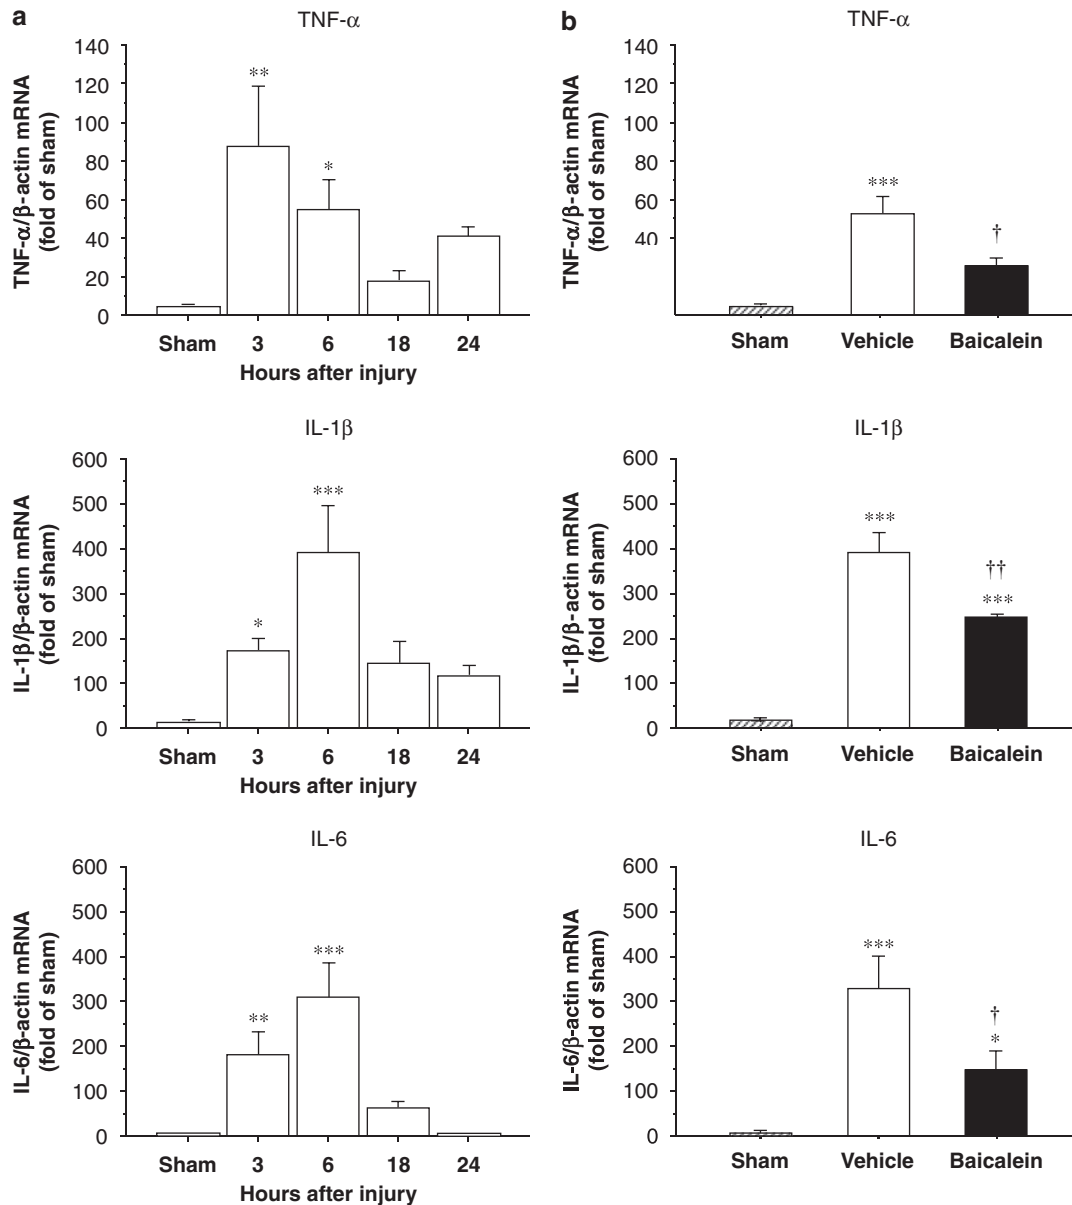 a
TNF-α
TNF-α/β-actin mRNA
(fold of sham)
140
120
100
80
60
40
20
0
**
*
Sham 3 6 18 24
Hours after injury
b
TNF-α
TNF-α/β-actin mRNA
(fold of sham)
140
120
100
80
60
40
***
†
Sham Vehicle Baicalein
IL-1β
IL-1β/β-actin mRNA
(fold of sham)
600
500
400
300
200
100
0
*
***
Sham 3 6 18 24
Hours after injury
IL-1β
IL-1β/β-actin mRNA
(fold of sham)
600
500
400
300
200
100
0
***
††
***
Sham Vehicle Baicalein
IL-6
IL-6/β-actin mRNA
(fold of sham)
600
500
400
300
200
100
0
**
***
Sham 3 6 18 24
Hours after injury
IL-6
IL-6/β-actin mRNA
(fold of sham)
600
500
400
300
200
100
0
***
†
*
Sham Vehicle Baicalein